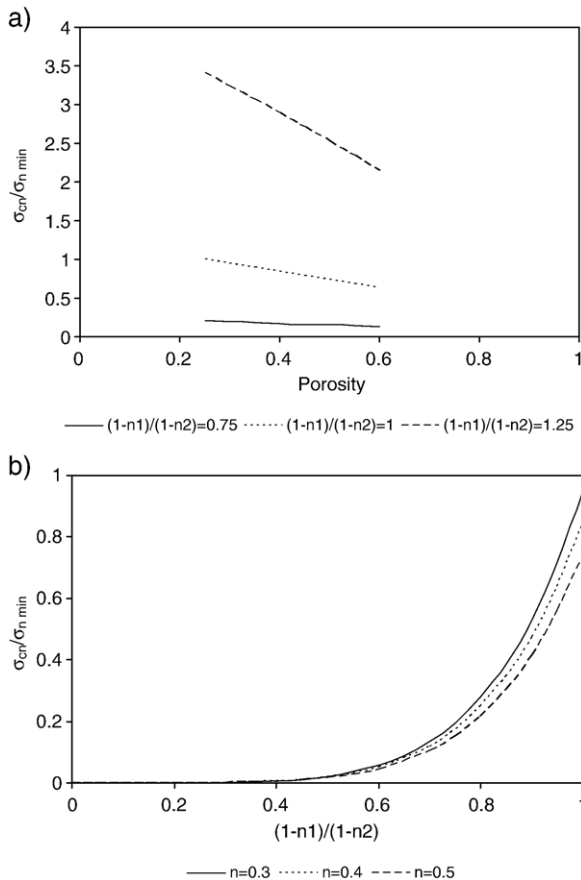 a)
4
3.5
3
2.5
2
1.5
1
0.5
0
σcn/σn min
0 0.2 0.4 0.6 0.8 1
Porosity
(1-n1)/(1-n2)=0.75 (1-n1)/(1-n2)=1 (1-n1)/(1-n2)=1.25
b)
1
0.8
0.6
0.4
0.2
0
σcn/σn min
0 0.2 0.4 0.6 0.8 1
(1-n1)/(1-n2)
n=0.3 n=0.4 n=0.5